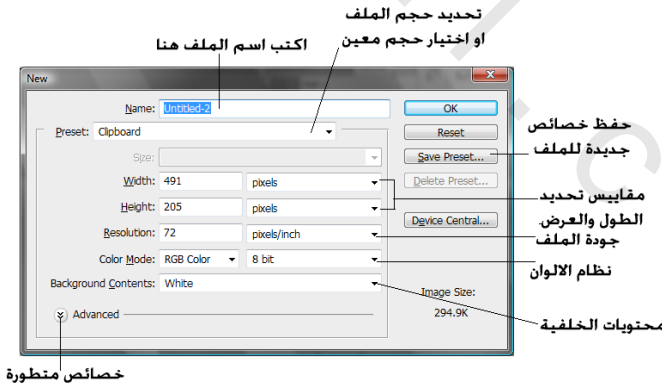 تحديد حجم الملف
او اختيار حجم معين
اكتب اسم الملف هنا
New
Name: Untitled-2
OK
Preset: Clipboard
Reset
حفظ خصائص
جديدة للملف
Size:
Save Preset...
Width: 491 pixels
Delete Preset...
مقاييس تحديد
الطول والعرض
Height: 205 pixels
Device Central...
Resolution: 72 pixels/inch
جودة الملف
Color Mode: RGB Color 8 bit
نظام الالوان
Background Contents: White
Image Size:
294.9K
محتويات الخلفية
Advanced
خصائص متطورة